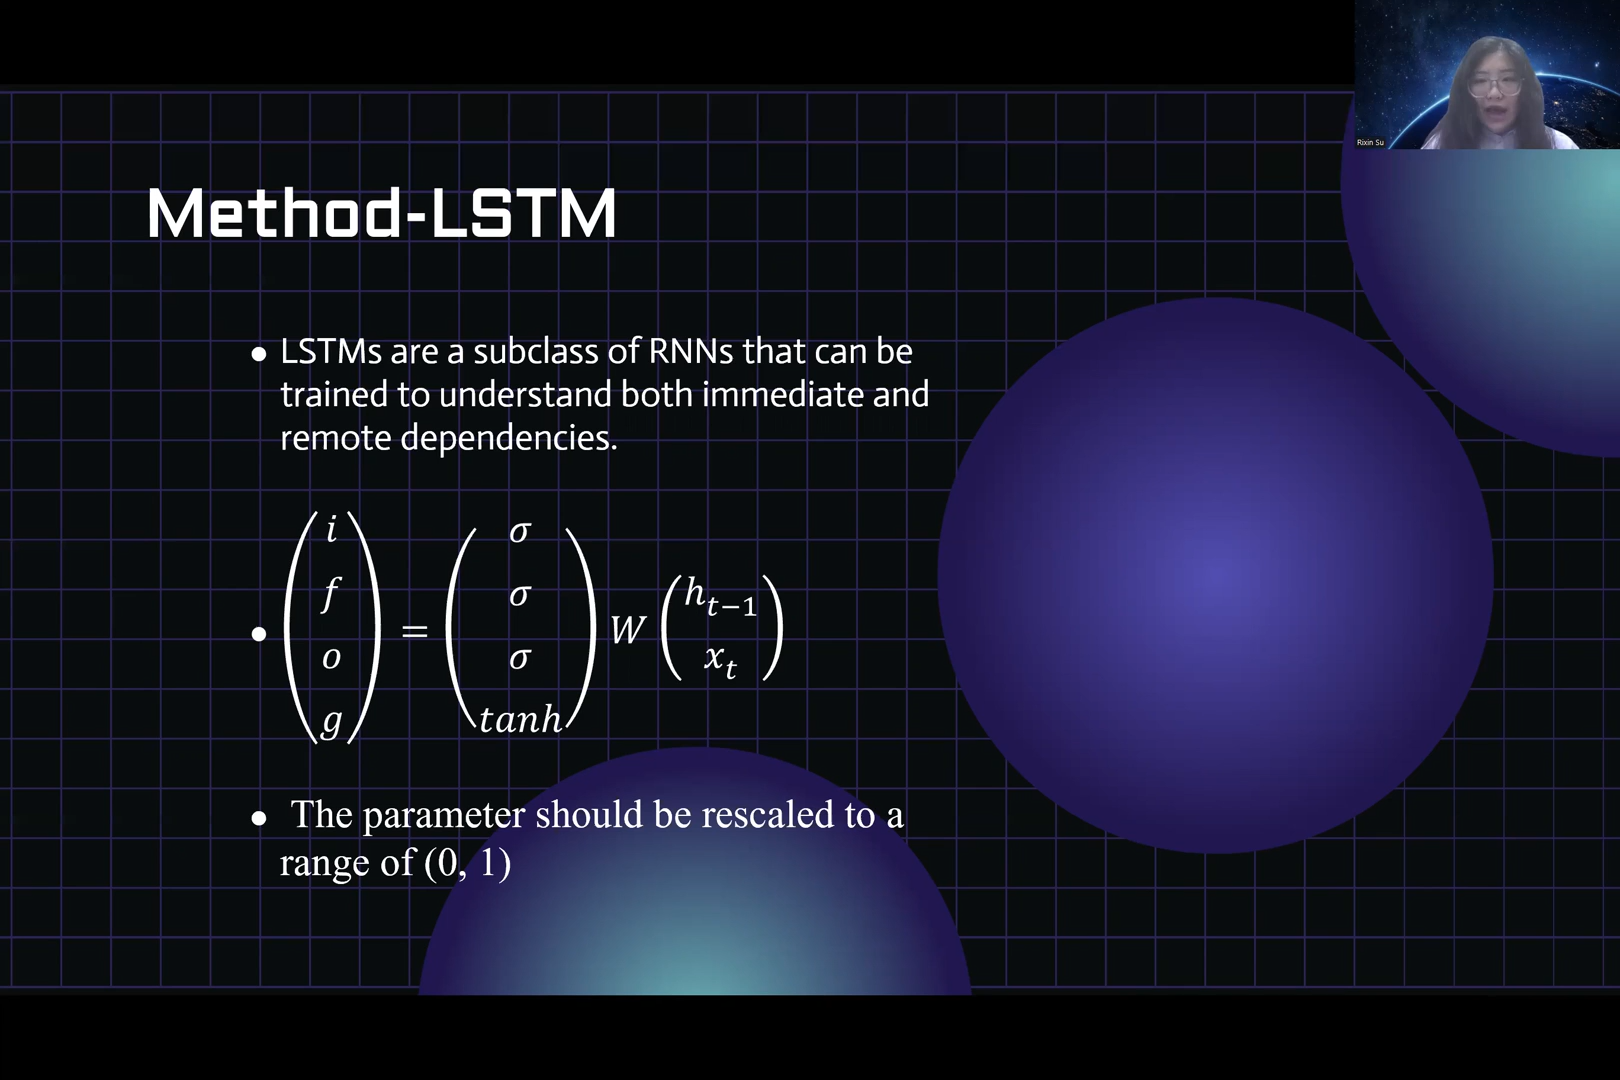 Rixin Su
Method-LSTM
• LSTMs are a subclass of RNNs that can be
trained to understand both immediate and
remote dependencies.
• (i f o g) = (σ σ σ tanh) W (h_{t−1} x_t)
• The parameter should be rescaled to a
range of (0, 1)